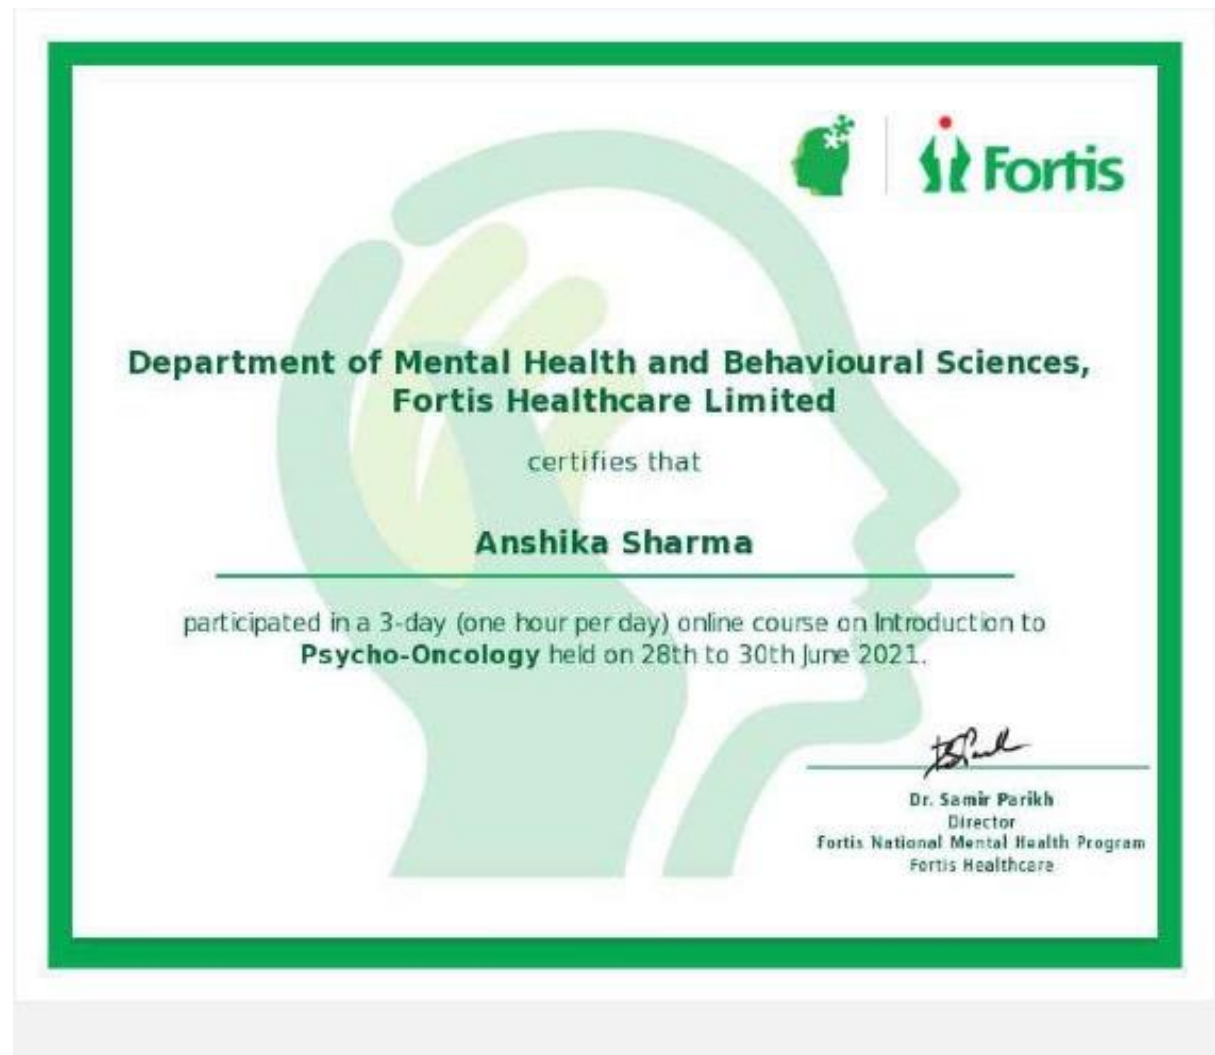 Fortis
Department of Mental Health and Behavioural Sciences,
Fortis Healthcare Limited
certifies that
Anshika Sharma
participated in a 3-day (one hour per day) online course on Introduction to
Psycho-Oncology held on 28th to 30th June 2021.
Dr. Samir Parikh
Director
Fortis National Mental Health Program
Fortis Healthcare